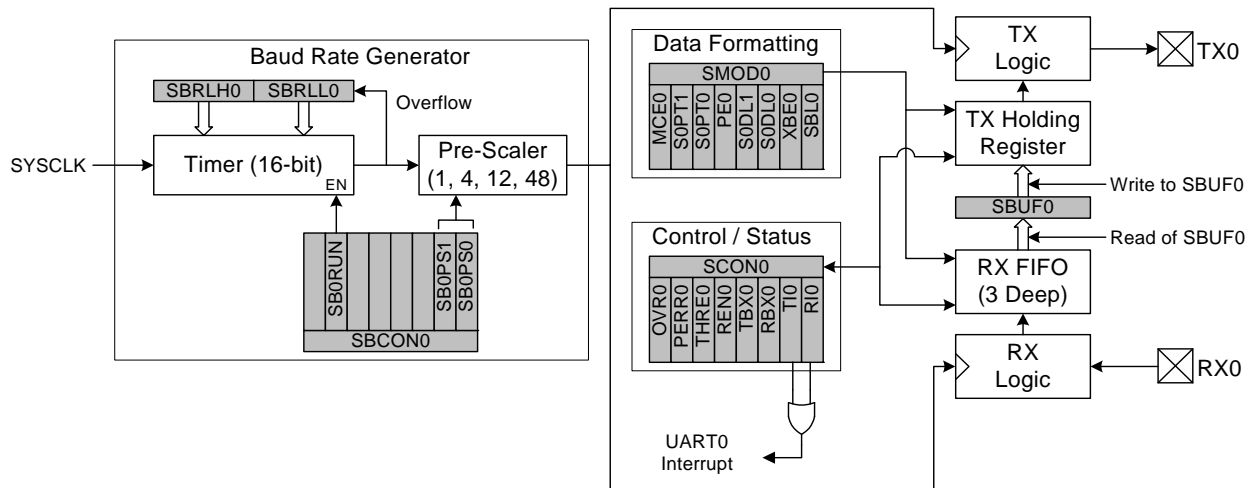 Baud Rate Generator
SBRLH0 SBRLL0
Overflow
SYSCLK
Timer (16-bit)
EN
Pre-Scaler
(1, 4, 12, 48)
SB0RUN
SB0PS1
SB0PS0
SBCON0
Data Formatting
SMOD0
MCE0
S0PT1
S0PT0
PE0
S0DL1
S0DL0
XBE0
SBL0
Control / Status
SCON0
OVR0
PERR0
THRE0
REN0
TBX0
RBX0
TI0
RI0
UART0
Interrupt
TX
Logic
TX0
TX Holding
Register
Write to SBUF0
SBUF0
Read of SBUF0
RX FIFO
(3 Deep)
RX
Logic
RX0